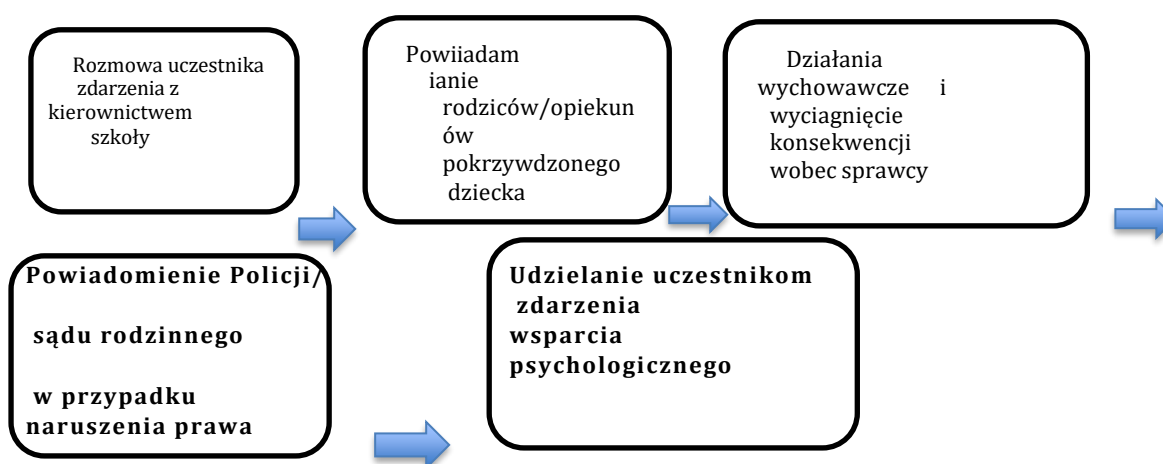 Rozmowa uczestnika
zdarzenia z
kierownictwem
szkoły
Powiiadam
ianie
rodziców/opiekun
ów
pokrzywdzonego
dziecka
Działania
wychowawcze i
wyciagnięcie
konsekwencji
wobec sprawcy
Powiadomienie Policji/
sądu rodzinnego
w przypadku
naruszenia prawa
Udzielanie uczestnikom
zdarzenia
wsparcia
psychologicznego